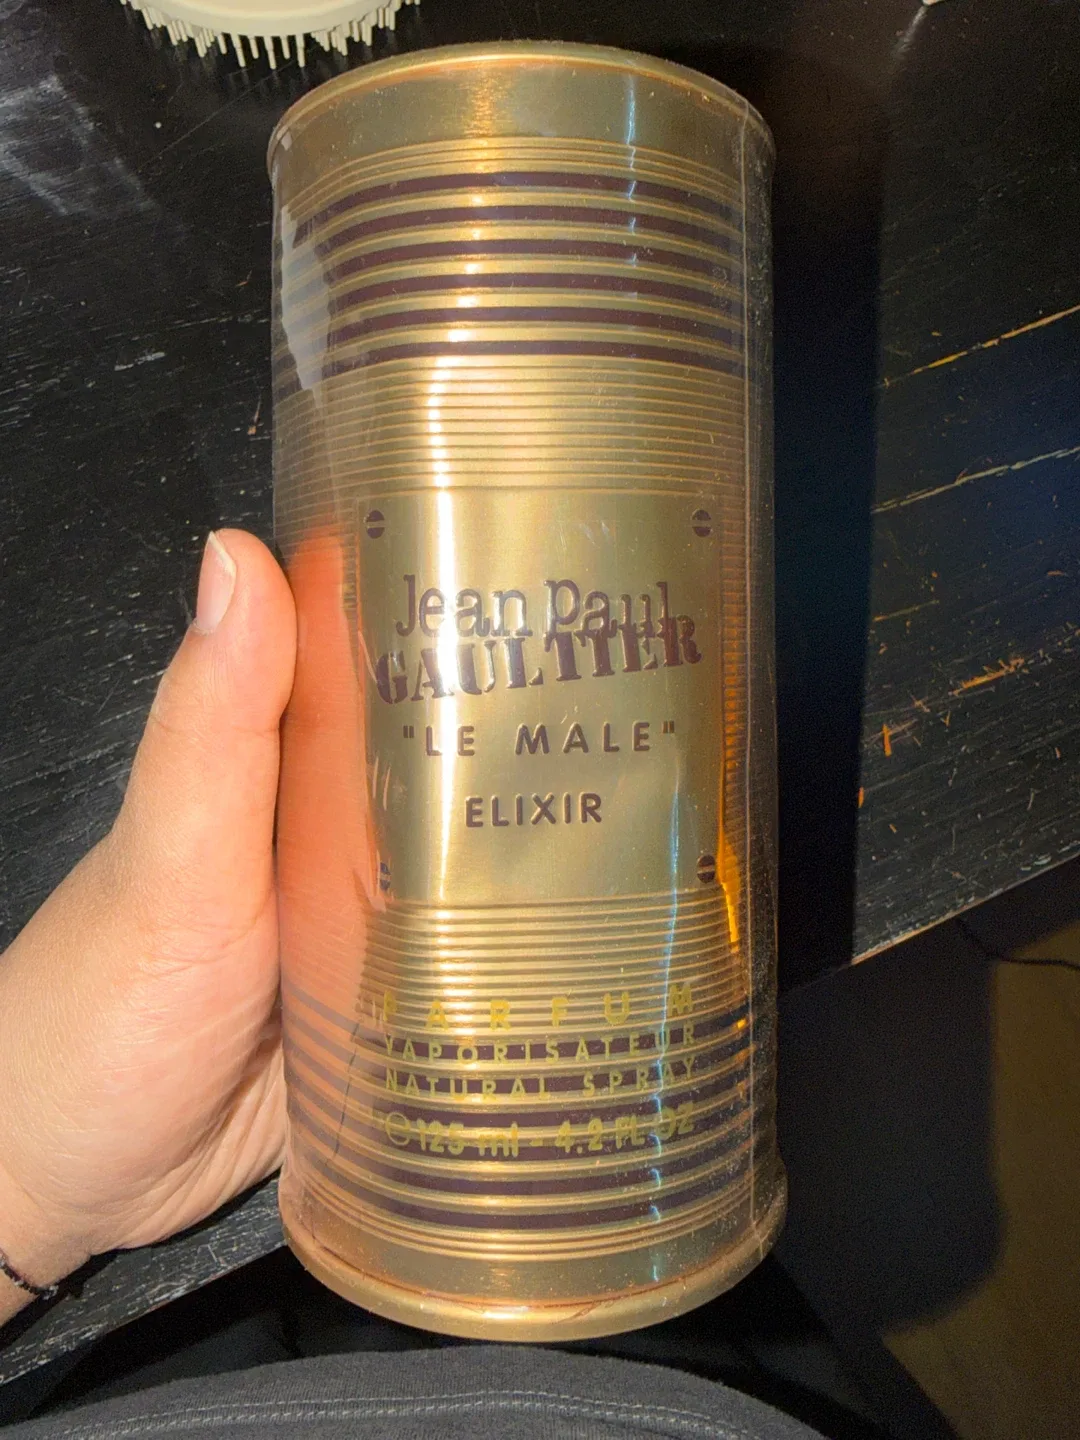 Jean Paul
GAULTIER
"LE MALE"
ELIXIR
PARFUM
VAPORISATEUR
NATURAL SPRAY
⊖125 ml - 4.2 FL OZ